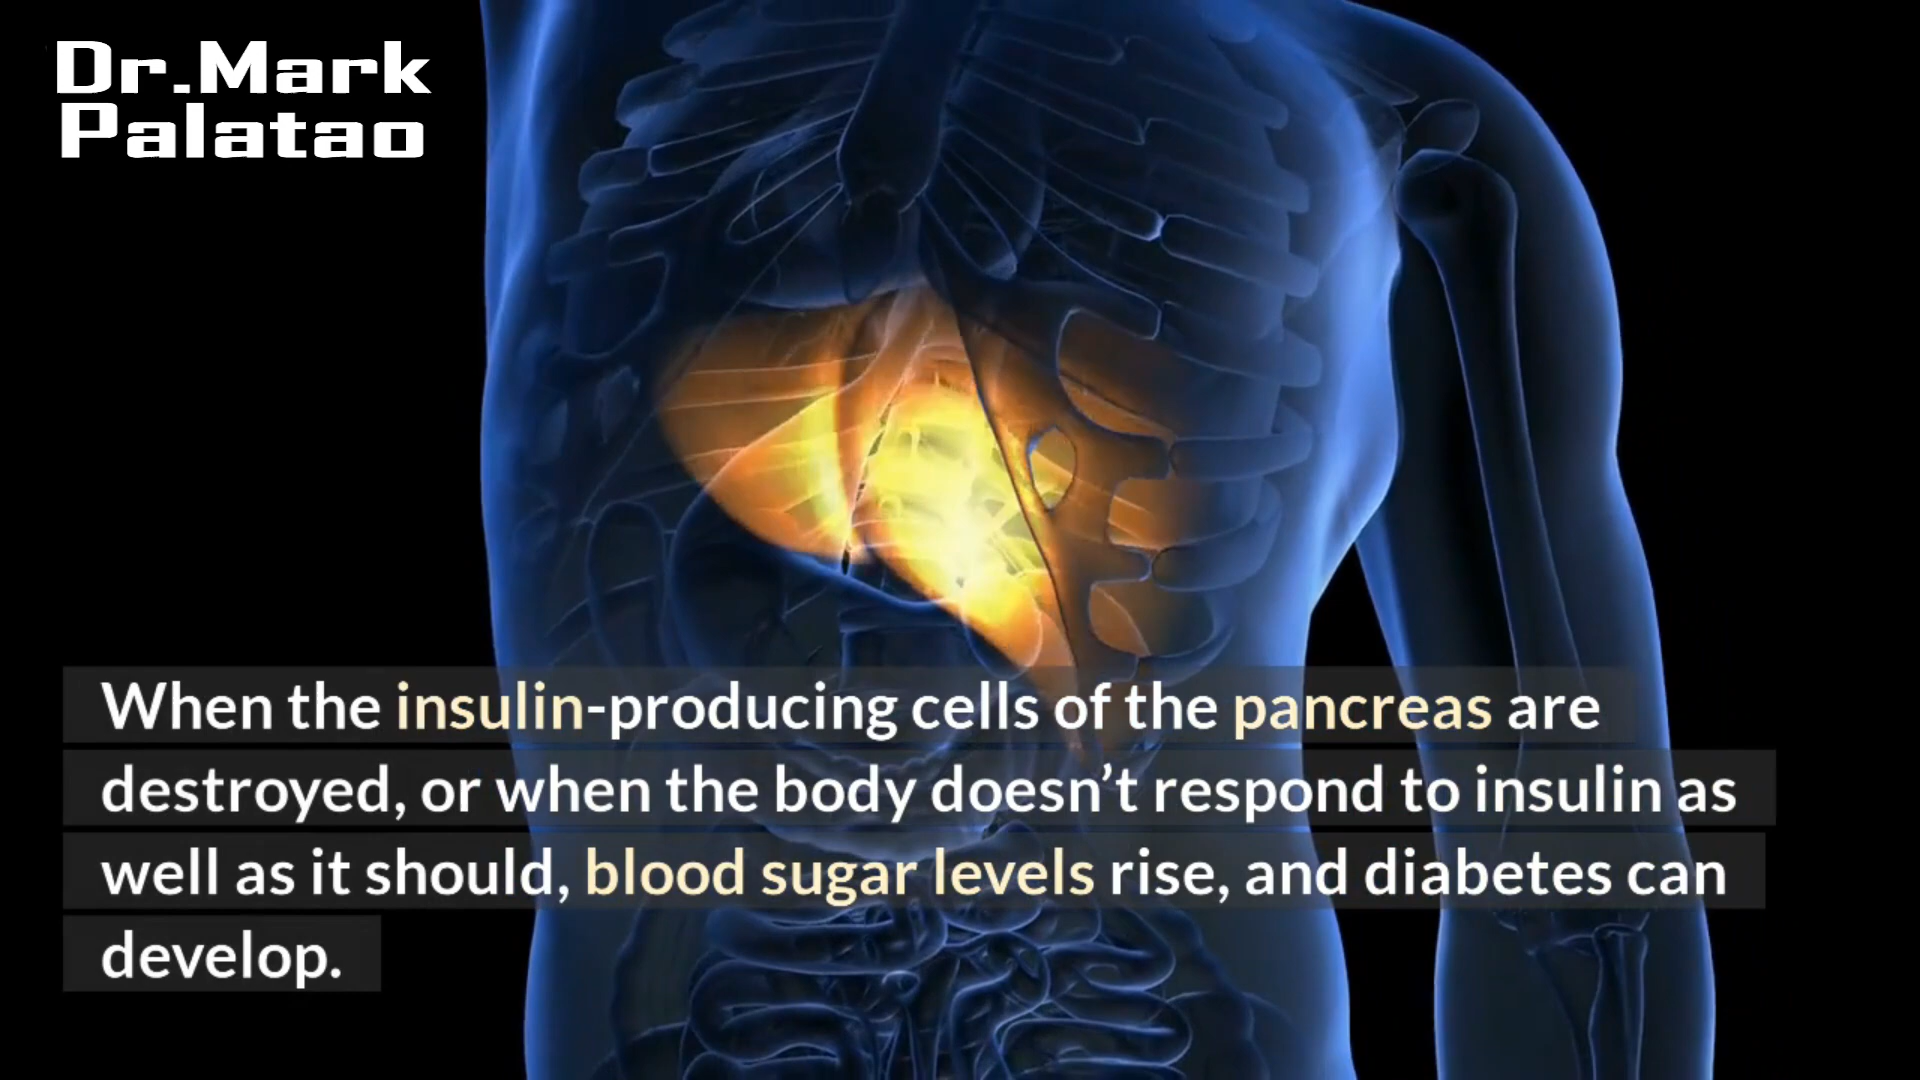 Dr.Mark
Palatao
When the insulin-producing cells of the pancreas are
destroyed, or when the body doesn’t respond to insulin as
well as it should, blood sugar levels rise, and diabetes can
develop.